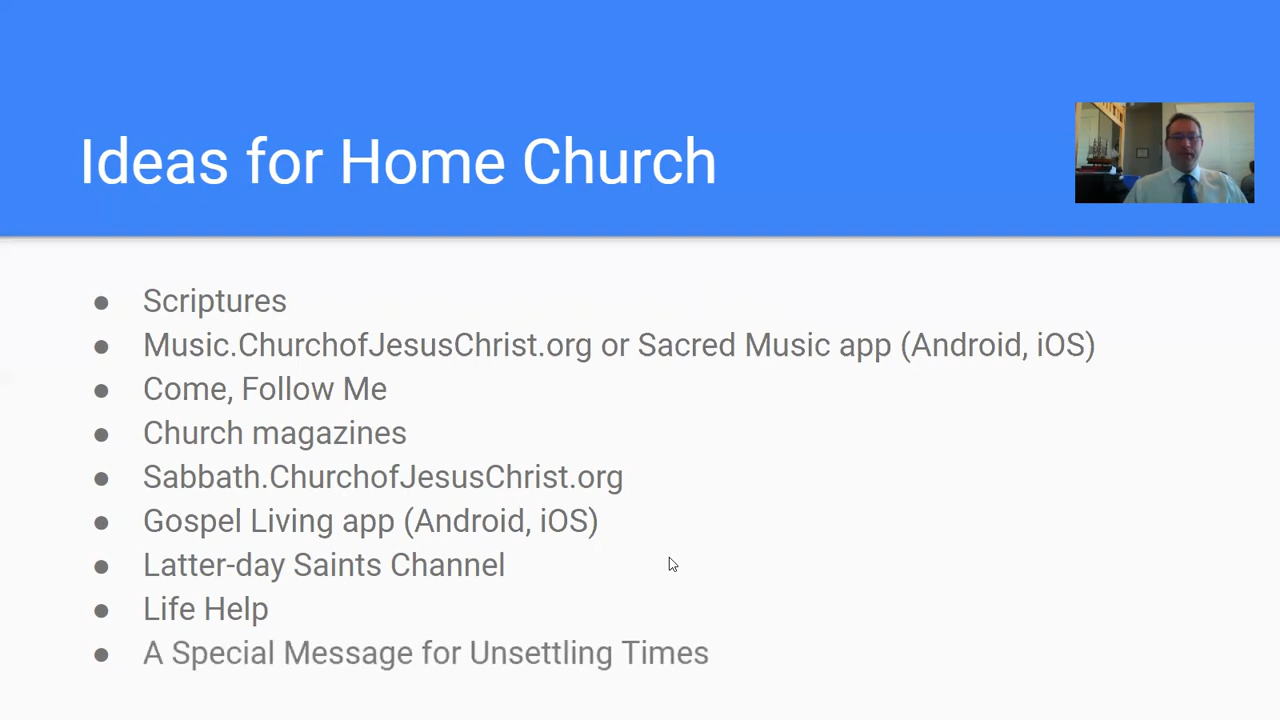 Ideas for Home Church
● Scriptures
● Music.ChurchofJesusChrist.org or Sacred Music app (Android, iOS)
● Come, Follow Me
● Church magazines
● Sabbath.ChurchofJesusChrist.org
● Gospel Living app (Android, iOS)
● Latter-day Saints Channel
● Life Help
● A Special Message for Unsettling Times